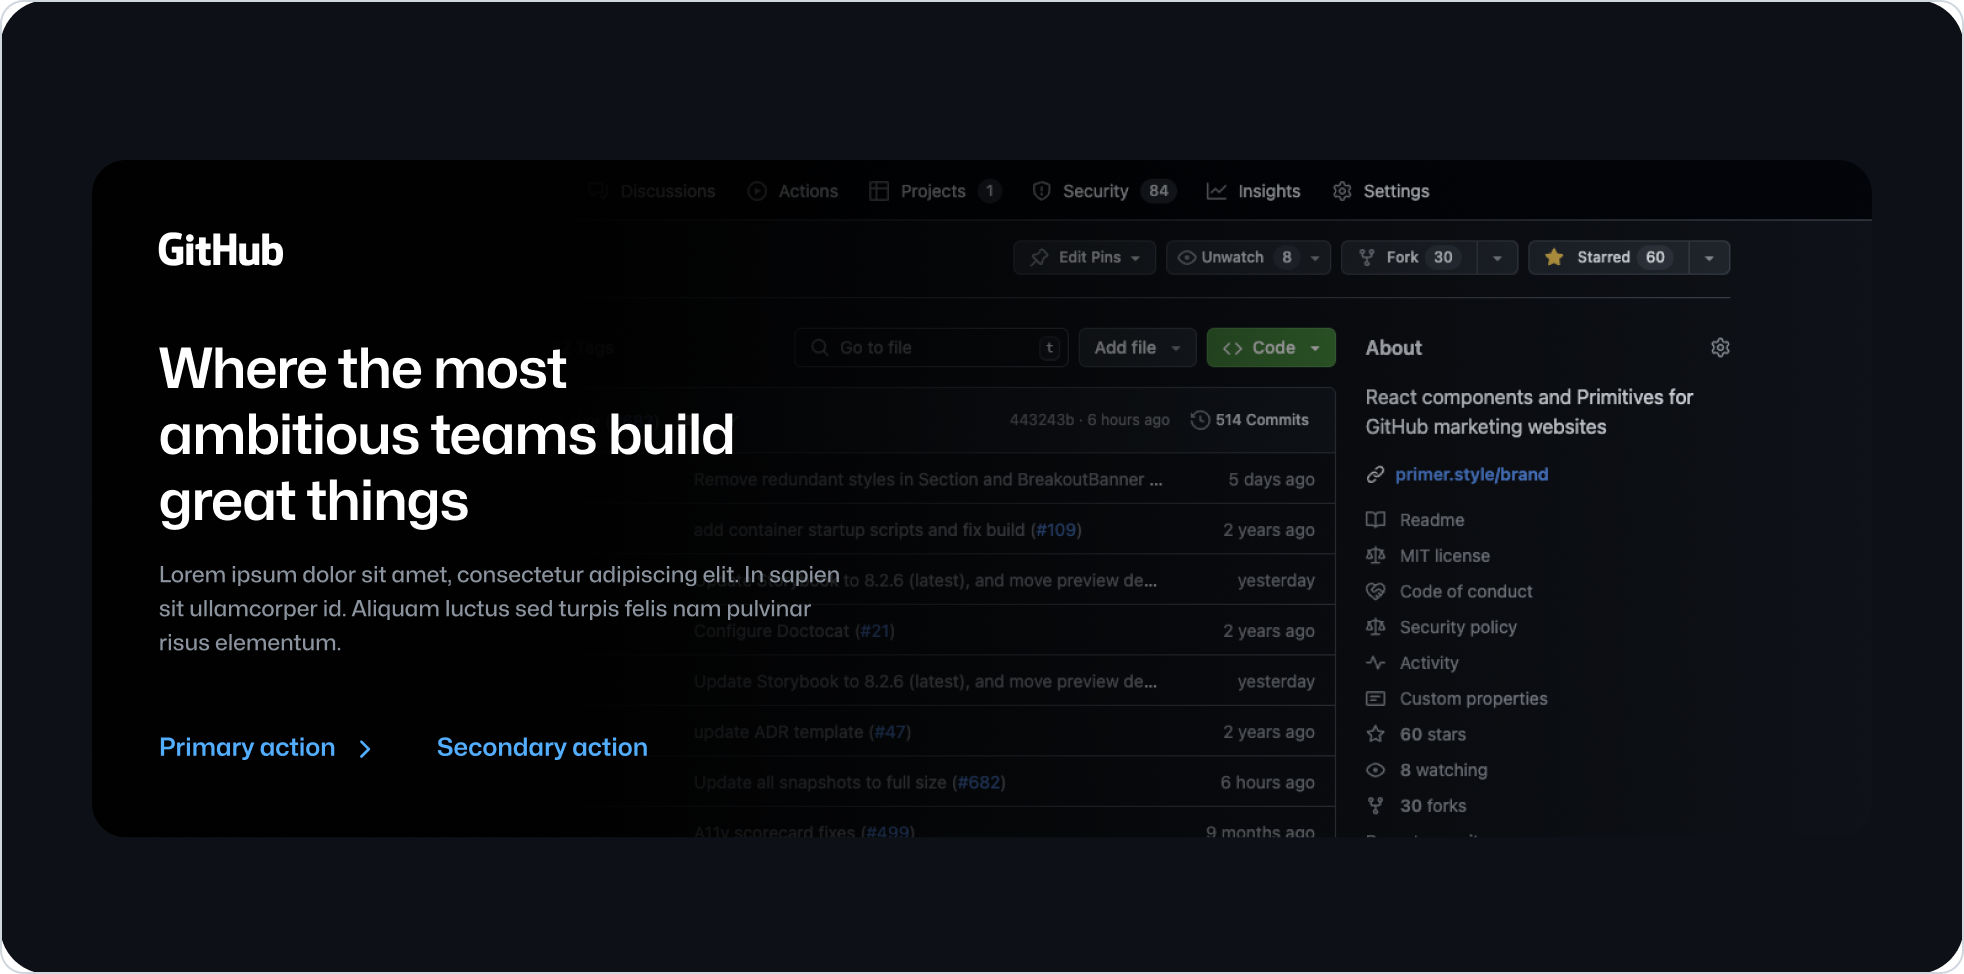 Discussions
Actions
Projects 1
Security 84
Insights
Settings
GitHub
Edit Pins
Unwatch 8
Fork 30
Starred 60
Where the most
ambitious teams build
great things
Lorem ipsum dolor sit amet, consectetur adipiscing elit. In sapien
sit ullamcorper id. Aliquam luctus sed turpis felis nam pulvinar
risus elementum.
Primary action
Secondary action
Tags
Go to file t
Add file
Code
443243b · 6 hours ago
514 Commits
Remove redundant styles in Section and BreakoutBanner ... 5 days ago
add container startup scripts and fix build (#109) 2 years ago
Update Storybook to 8.2.6 (latest), and move preview de... yesterday
Configure Doctocat (#21) 2 years ago
Update Storybook to 8.2.6 (latest), and move preview de... yesterday
update ADR template (#47) 2 years ago
Update all snapshots to full size (#682) 6 hours ago
A11y scorecard fixes (#499) 9 months ago
About
React components and Primitives for
GitHub marketing websites
primer.style/brand
Readme
MIT license
Code of conduct
Security policy
Activity
Custom properties
60 stars
8 watching
30 forks